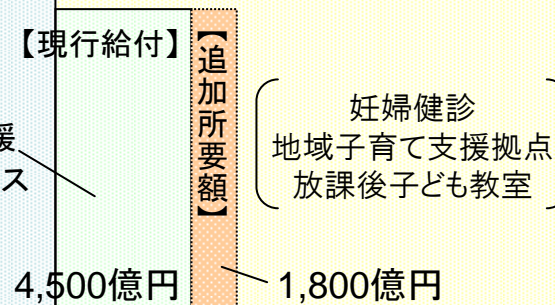 【現行給付】
【追加所要額】
妊婦健診
地域子育て支援拠点
放課後子ども教室
援
ス
4,500億円
1,800億円